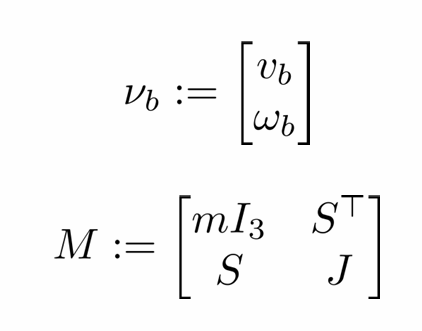 ν_b := [v_b
ω_b]
M := [mI_3 S^⊤
S J]